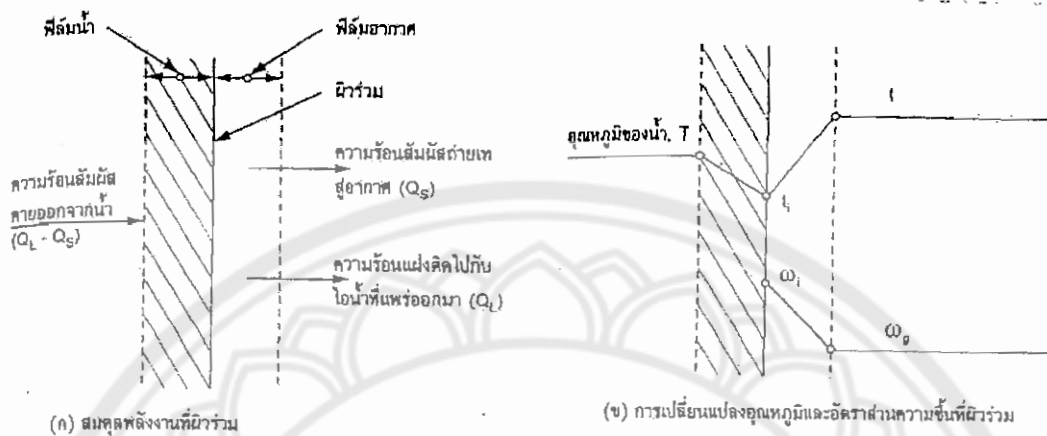 ฟิล์มน้ำ
ฟิล์มอากาศ
ผิวร่วม
ความร้อนสัมผัสถ่ายเท
สู่อากาศ (Q_S)
ความร้อนสัมผัส
คายออกจากน้ำ
(Q_L - Q_S)
ความร้อนแฝงติดไปกับ
ไอน้ำที่แพร่ออกมา (Q_L)
(ก) สมดุลพลังงานที่ผิวร่วม
t
อุณหภูมิของน้ำ, T
t_i
ω_i
ω_g
(ข) การเปลี่ยนแปลงอุณหภูมิและอัตราส่วนความชื้นที่ผิวร่วม